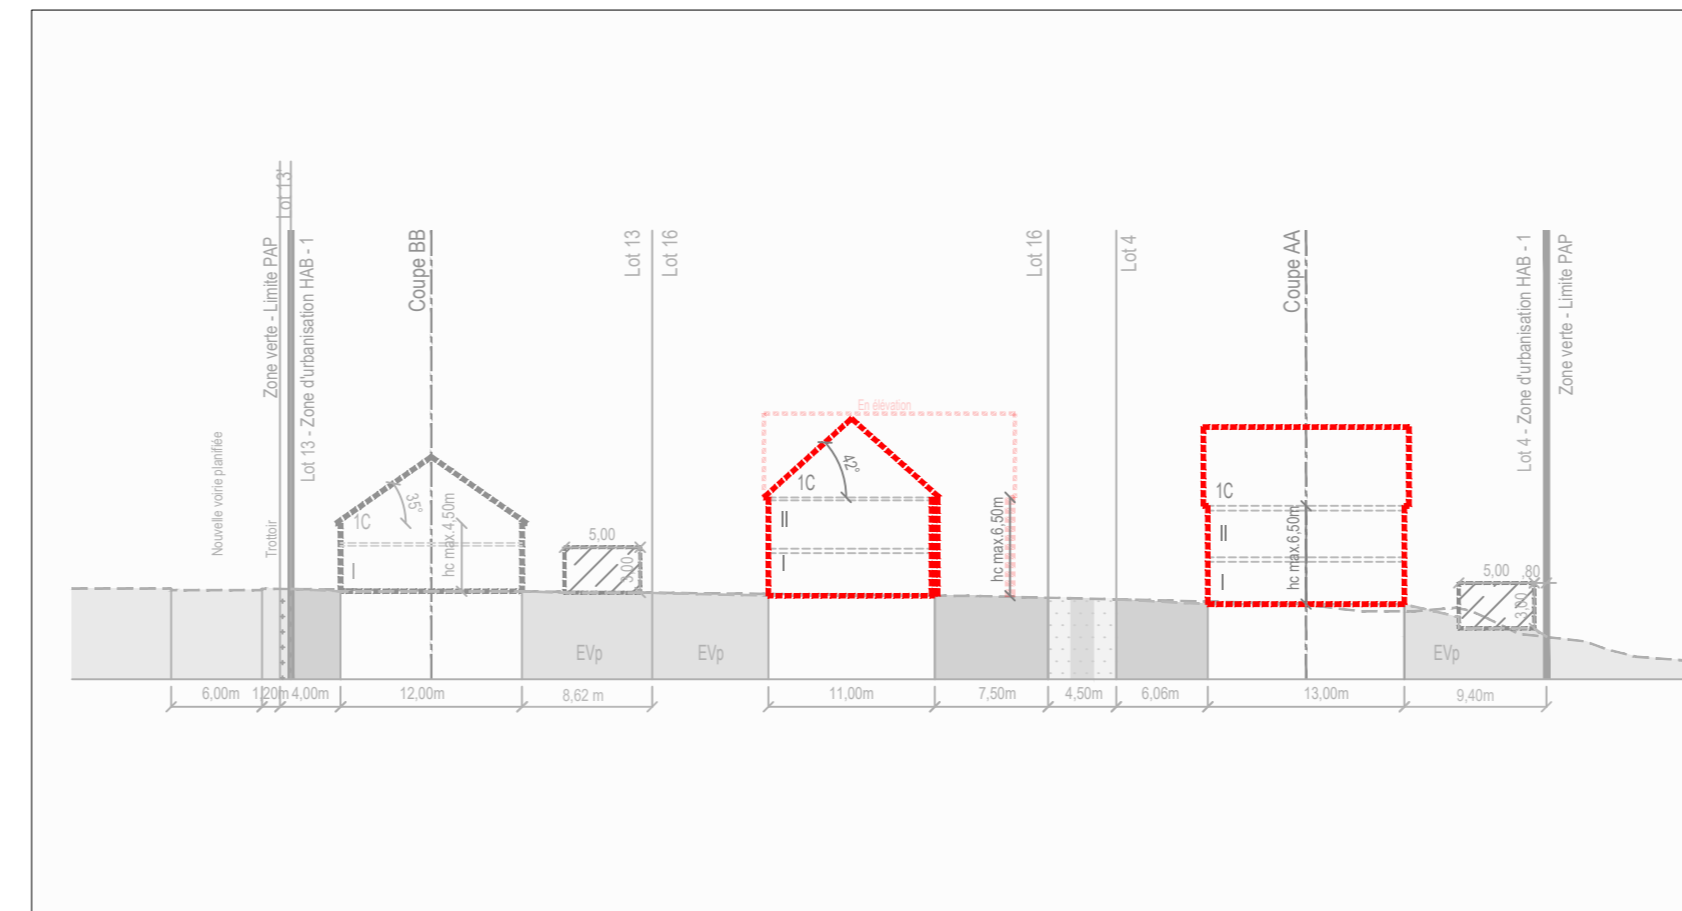 Nouvelle voirie planifiée
Trottoir
Zone verte - Limite PAP
Lot 13'
Lot 13 - Zone d'urbanisation HAB - 1
Coupe BB
Lot 13
Lot 16
Lot 16
Lot 4
Coupe AA
Lot 4 - Zone d'urbanisation HAB - 1
Zone verte - Limite PAP
35°
1C
I
hc max.4,50m
5,00
3,00
En élévation
42°
1C
II
I
hc max.6,50m
1C
II
I
hc max.6,50m
5,00
,80
3,00
EVp
EVp
EVp
6,00m
1,20m
4,00m
12,00m
8,62 m
11,00m
7,50m
4,50m
6,06m
13,00m
9,40m